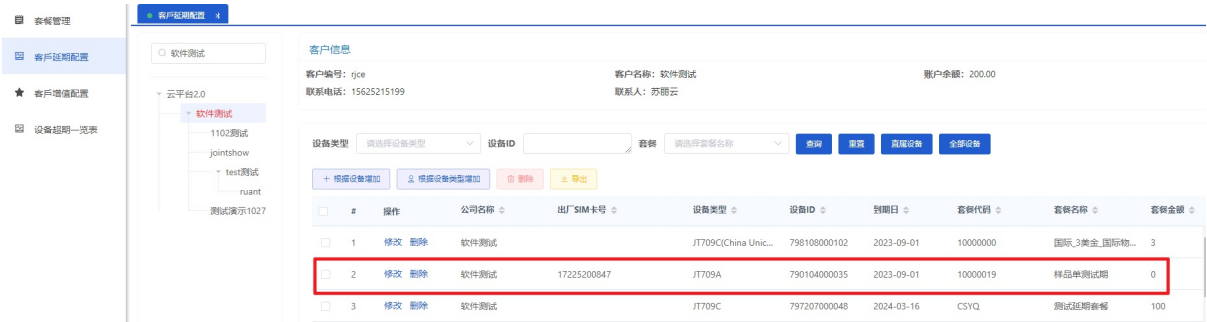 套餐管理
客戶延期配置
客户增值配置
设备超期一览表
客戶延期配置
软件测试
云平台2.0
软件测试
1102测试
jointshow
test测试
ruant
测试演示1027
客户信息
客户编号：rjce 客户名称：软件测试 账户余额：200.00
联系电话：15625215199 联系人：苏丽云
设备类型 请选择设备类型 设备ID 套餐 请选择套餐名称 查询 重置 直属设备 全部设备
+ 根据设备增加 根据设备类型增加 删除 导出
# 操作 公司名称 出厂SIM卡号 设备类型 设备ID 到期日 套餐代码 套餐名称 套餐金额
1 修改 删除 软件测试 JT709C(China Unic... 798108000102 2023-09-01 10000000 国际_3美金_国际物... 3
2 修改 删除 软件测试 17225200847 JT709A 790104000035 2023-09-01 10000019 样品单测试期 0
3 修改 删除 软件测试 JT709C 797207000048 2024-03-16 CSYQ 测试延期套餐 100